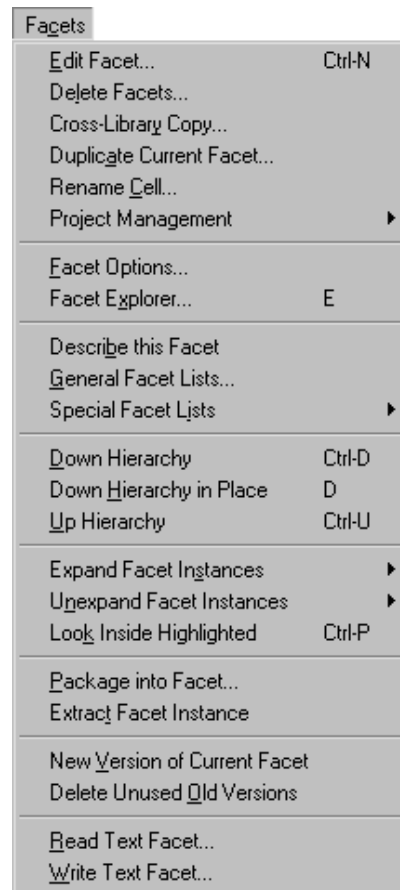 Facets
Edit Facet... Ctrl-N
Delete Facets...
Cross-Library Copy...
Duplicate Current Facet...
Rename Cell...
Project Management
Facet Options...
Facet Explorer... E
Describe this Facet
General Facet Lists...
Special Facet Lists
Down Hierarchy Ctrl-D
Down Hierarchy in Place D
Up Hierarchy Ctrl-U
Expand Facet Instances
Unexpand Facet Instances
Look Inside Highlighted Ctrl-P
Package into Facet...
Extract Facet Instance
New Version of Current Facet
Delete Unused Old Versions
Read Text Facet...
Write Text Facet...